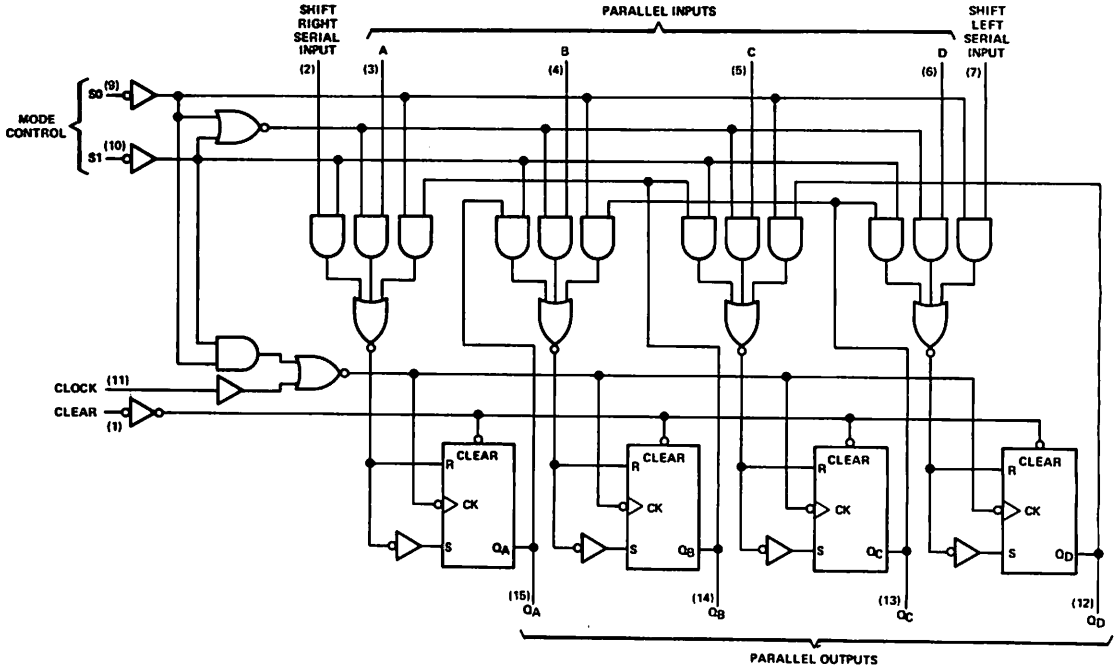 SHIFT
RIGHT
SERIAL
INPUT
(2)
PARALLEL INPUTS
A
(3)
B
(4)
C
(5)
D
(6)
SHIFT
LEFT
SERIAL
INPUT
(7)
MODE
CONTROL
S0
(9)
S1
(10)
CLOCK
(11)
CLEAR
(1)
CLEAR
R
CK
S
QA
CLEAR
R
CK
S
QB
CLEAR
R
CK
S
QC
CLEAR
R
CK
S
QD
(15)
QA
(14)
QB
(13)
QC
(12)
QD
PARALLEL OUTPUTS